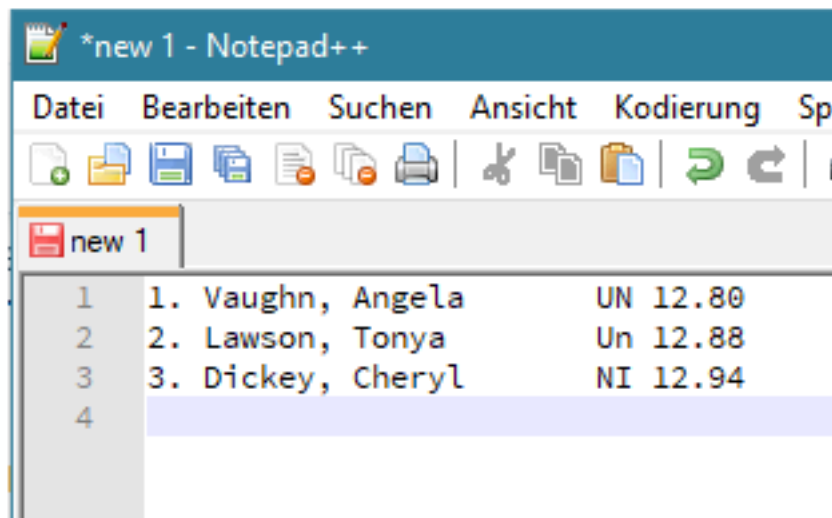 *new 1 - Notepad++
Datei Bearbeiten Suchen Ansicht Kodierung Sp
new 1
1 1. Vaughn, Angela UN 12.80
2 2. Lawson, Tonya Un 12.88
3 3. Dickey, Cheryl NI 12.94
4